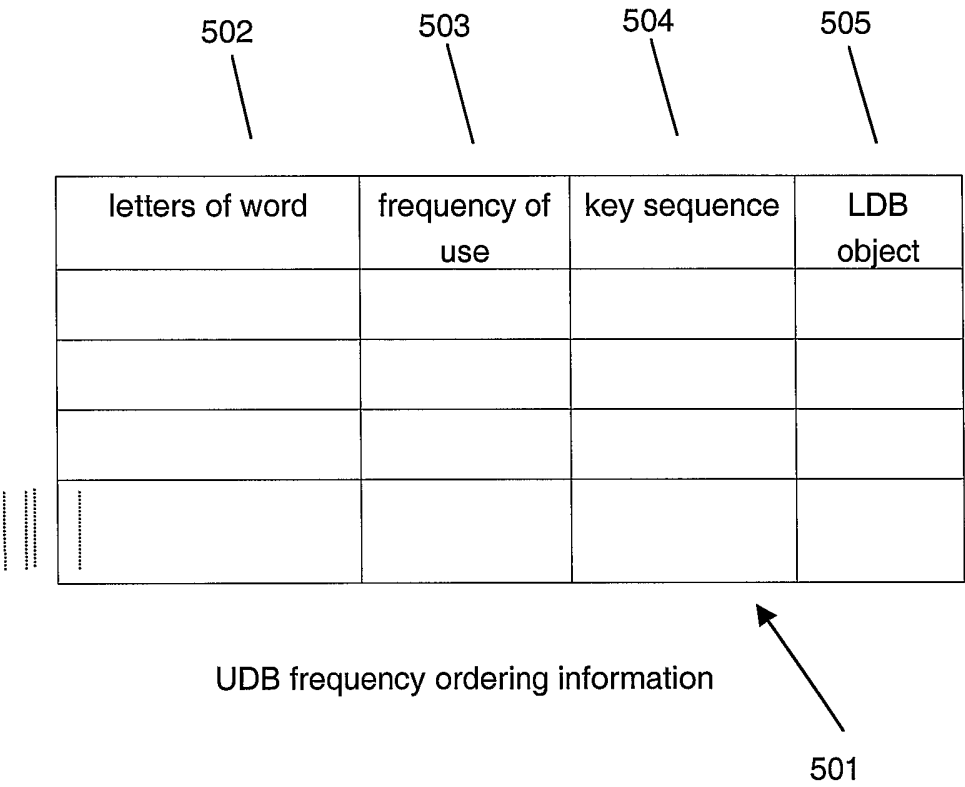 502 503 504 505
letters of word frequency of use key sequence LDB object
UDB frequency ordering information
501